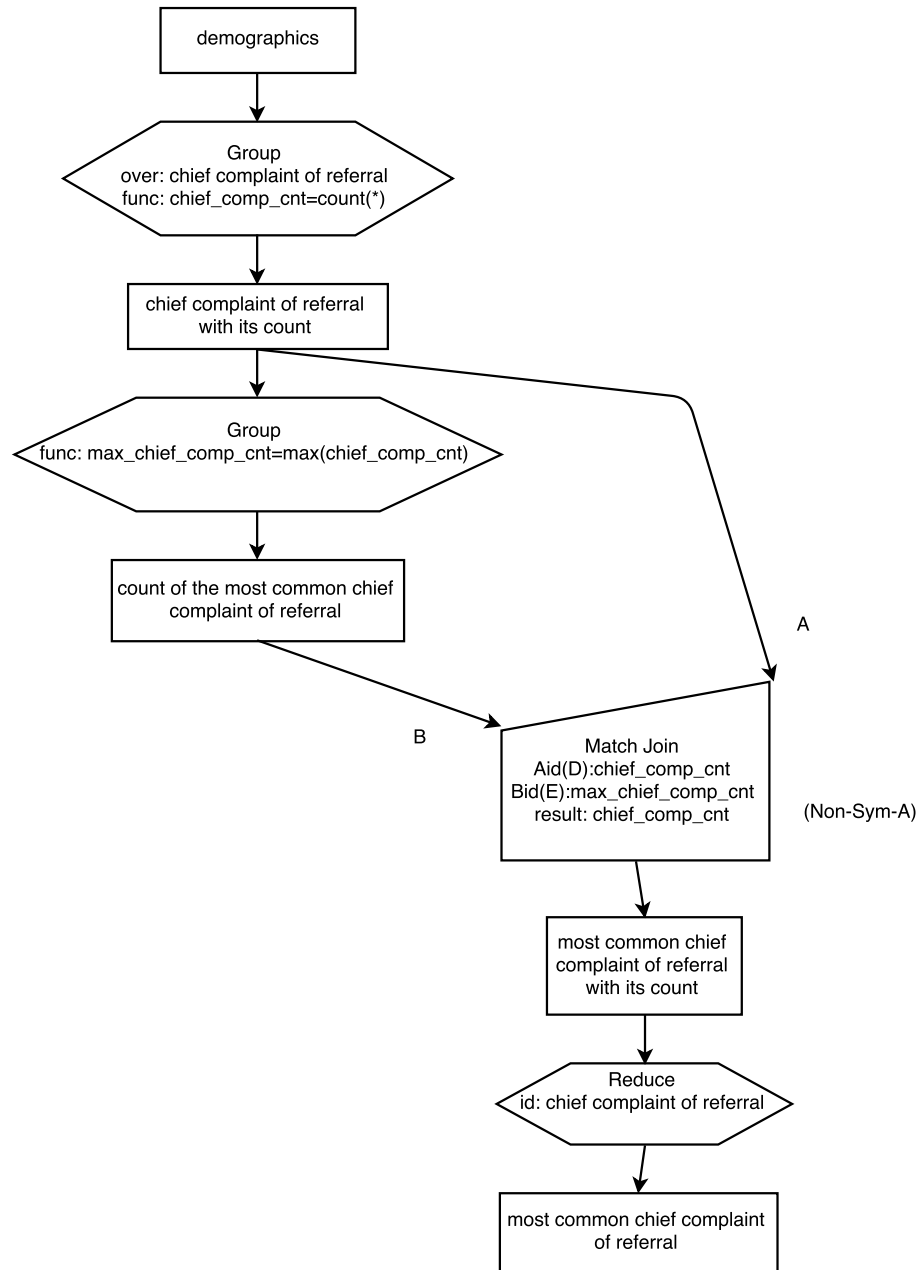 demographics
Group
over: chief complaint of referral
func: chief_comp_cnt=count(*)
chief complaint of referral
with its count
Group
func: max_chief_comp_cnt=max(chief_comp_cnt)
count of the most common chief
complaint of referral
A
B
Match Join
Aid(D):chief_comp_cnt
Bid(E):max_chief_comp_cnt
result: chief_comp_cnt
(Non-Sym-A)
most common chief
complaint of referral
with its count
Reduce
id: chief complaint of referral
most common chief complaint
of referral